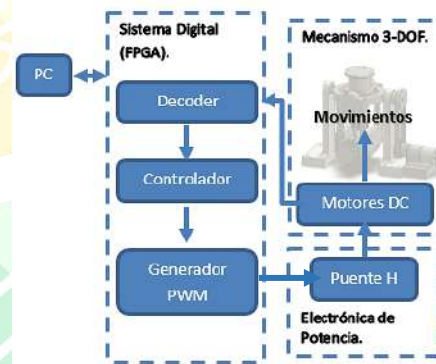 Sistema Digital
(FPGA).
Mecanismo 3-DOF.
PC
Decoder
Movimientos
Controlador
Motores DC
Generador
PWM
Puente H
Electrónica de
Potencia.